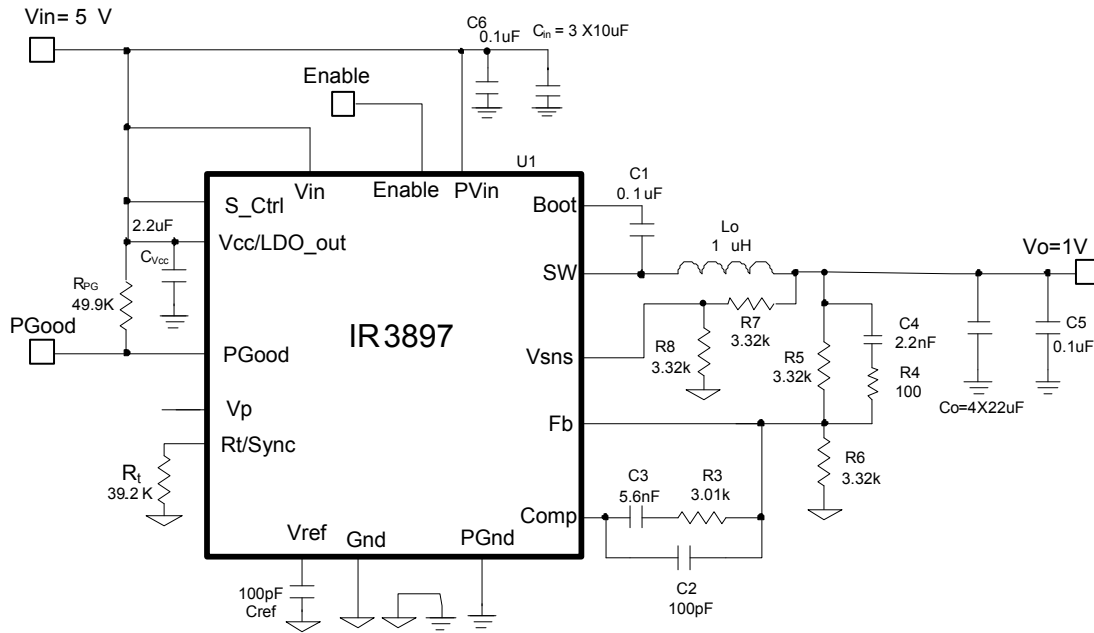 Vin= 5 V
C6
0.1uF
Cin = 3 X10uF
Enable
U1
Vin
Enable
PVin
S_Ctrl
Boot
C1
0.1uF
2.2uF
Vcc/LDO_out
CVcc
Lo
1 uH
Vo=1V
SW
RPG
49.9K
PGood
PGood
IR3897
R7
3.32k
Vsns
R8
3.32k
R5
3.32k
C4
2.2nF
R4
100
C5
0.1uF
Co=4X22uF
Vp
Fb
Rt/Sync
Rt
39.2 K
R6
3.32k
C3
5.6nF
R3
3.01k
Comp
Vref
Gnd
PGnd
C2
100pF
100pF
Cref